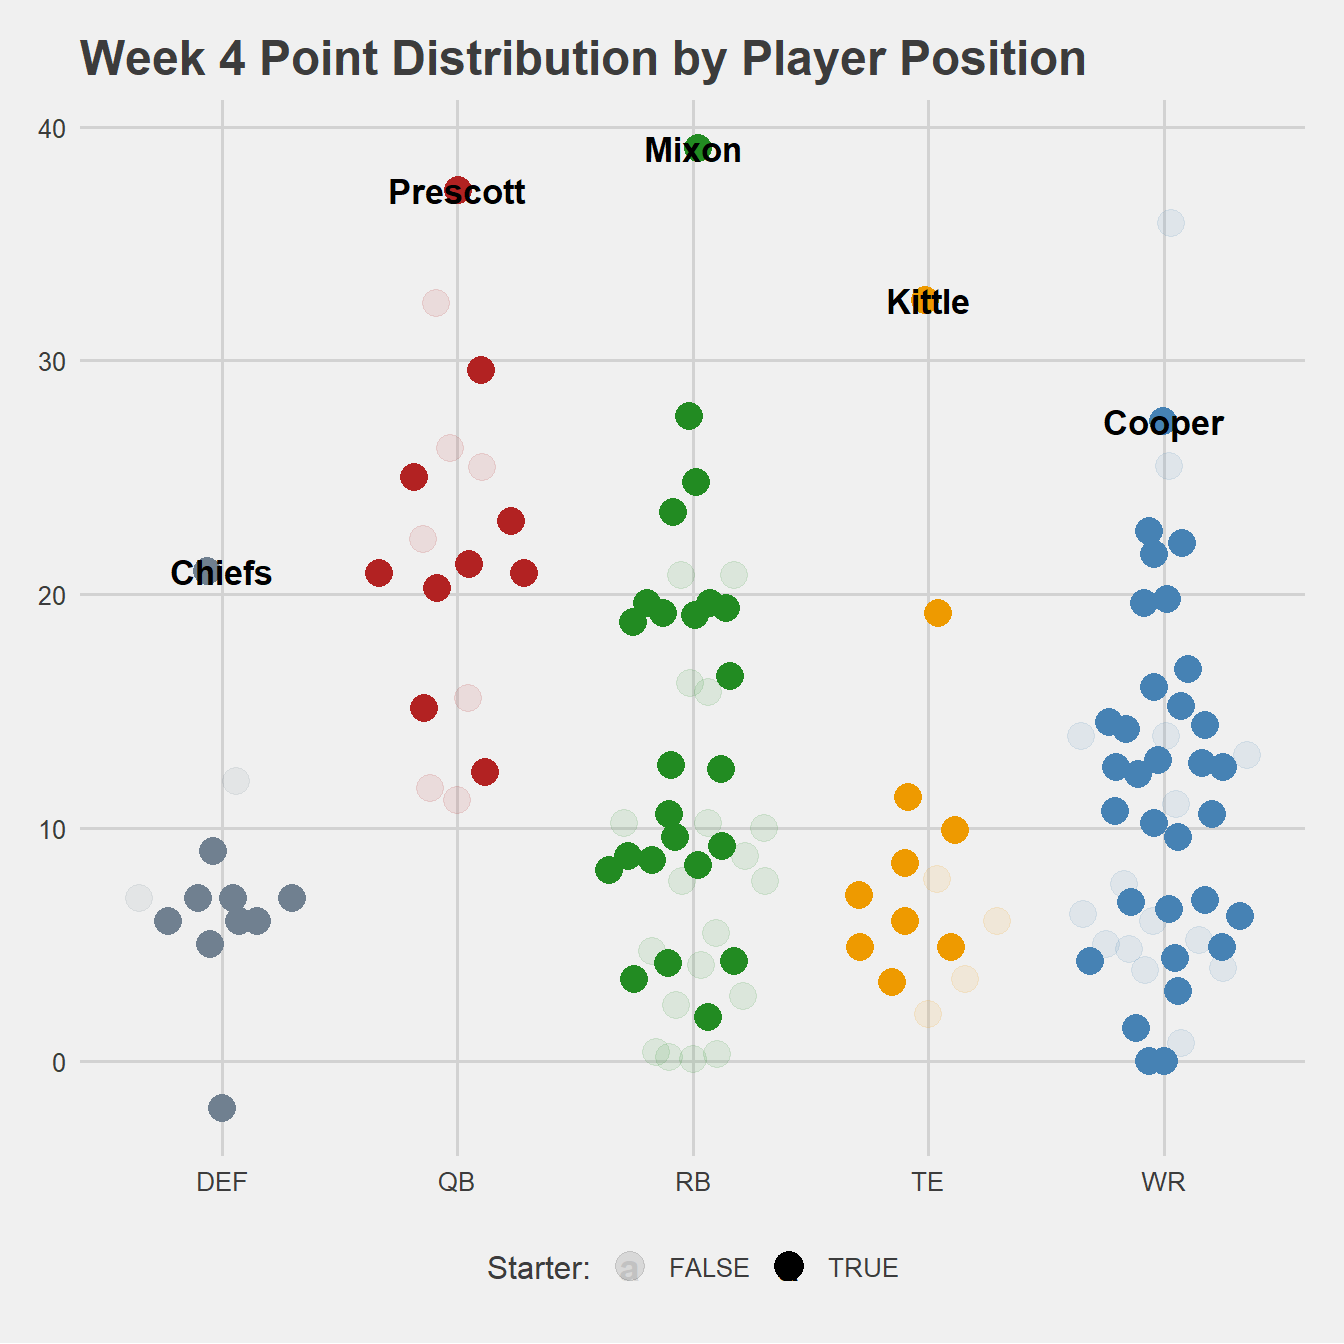 Week 4 Point Distribution by Player Position
40
Mixon
Prescott
Kittle
30
Cooper
Chiefs
20
10
0
DEF QB RB TE WR
Starter: a FALSE a TRUE